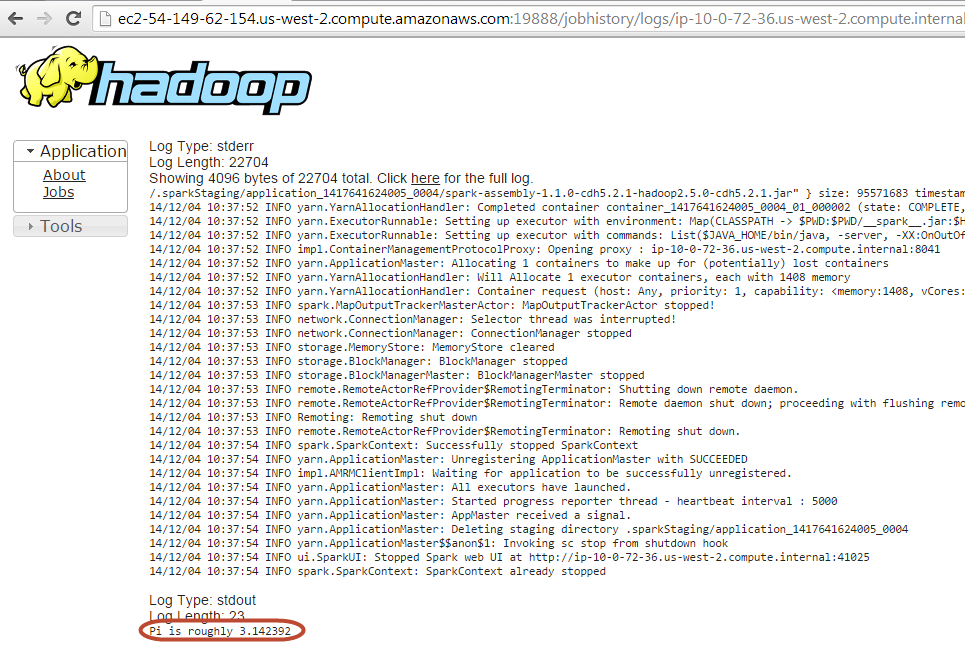 ec2-54-149-62-154.us-west-2.compute.amazonaws.com:19888/jobhistory/logs/ip-10-0-72-36.us-west-2.compute.internal
hadoop
Application
About
Jobs
Tools
Log Type: stderr
Log Length: 22704
Showing 4096 bytes of 22704 total. Click here for the full log.
/.sparkStaging/application_1417641624005_0004/spark-assembly-1.1.0-cdh5.2.1-hadoop2.5.0-cdh5.2.1.jar" } size: 95571683 timestam
14/12/04 10:37:52 INFO yarn.YarnAllocationHandler: Completed container container_1417641624005_0004_01_000002 (state: COMPLETE,
14/12/04 10:37:52 INFO yarn.ExecutorRunnable: Setting up executor with environment: Map(CLASSPATH -> $PWD:$PWD/__spark__.jar:$H
14/12/04 10:37:52 INFO yarn.ExecutorRunnable: Setting up executor with commands: List($JAVA_HOME/bin/java, -server, -XX:OnOutOf
14/12/04 10:37:52 INFO impl.ContainerManagementProtocolProxy: Opening proxy : ip-10-0-72-36.us-west-2.compute.internal:8041
14/12/04 10:37:52 INFO yarn.ApplicationMaster: Allocating 1 containers to make up for (potentially) lost containers
14/12/04 10:37:52 INFO yarn.YarnAllocationHandler: Will Allocate 1 executor containers, each with 1408 memory
14/12/04 10:37:52 INFO yarn.YarnAllocationHandler: Container request (host: Any, priority: 1, capability: <memory:1408, vCores:
14/12/04 10:37:53 INFO spark.MapOutputTrackerMasterActor: MapOutputTrackerActor stopped!
14/12/04 10:37:53 INFO network.ConnectionManager: Selector thread was interrupted!
14/12/04 10:37:53 INFO network.ConnectionManager: ConnectionManager stopped
14/12/04 10:37:53 INFO storage.MemoryStore: MemoryStore cleared
14/12/04 10:37:53 INFO storage.BlockManager: BlockManager stopped
14/12/04 10:37:53 INFO storage.BlockManagerMaster: BlockManagerMaster stopped
14/12/04 10:37:53 INFO remote.RemoteActorRefProvider$RemotingTerminator: Shutting down remote daemon.
14/12/04 10:37:53 INFO remote.RemoteActorRefProvider$RemotingTerminator: Remote daemon shut down; proceeding with flushing remo
14/12/04 10:37:53 INFO Remoting: Remoting shut down
14/12/04 10:37:53 INFO remote.RemoteActorRefProvider$RemotingTerminator: Remoting shut down.
14/12/04 10:37:54 INFO spark.SparkContext: Successfully stopped SparkContext
14/12/04 10:37:54 INFO yarn.ApplicationMaster: Unregistering ApplicationMaster with SUCCEEDED
14/12/04 10:37:54 INFO impl.AMRMClientImpl: Waiting for application to be successfully unregistered.
14/12/04 10:37:54 INFO yarn.ApplicationMaster: All executors have launched.
14/12/04 10:37:54 INFO yarn.ApplicationMaster: Started progress reporter thread - heartbeat interval : 5000
14/12/04 10:37:54 INFO yarn.ApplicationMaster: AppMaster received a signal.
14/12/04 10:37:54 INFO yarn.ApplicationMaster: Deleting staging directory .sparkStaging/application_1417641624005_0004
14/12/04 10:37:54 INFO yarn.ApplicationMaster$$anon$1: Invoking sc stop from shutdown hook
14/12/04 10:37:54 INFO ui.SparkUI: Stopped Spark web UI at http://ip-10-0-72-36.us-west-2.compute.internal:41025
14/12/04 10:37:54 INFO spark.SparkContext: SparkContext already stopped
Log Type: stdout
Log Length: 23
Pi is roughly 3.142392